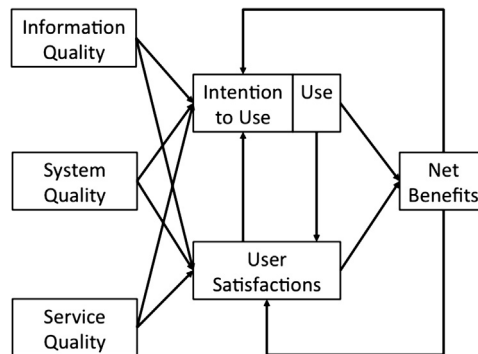 Information
Quality
Intention
to Use
Use
System
Quality
Net
Benefits
User
Satisfactions
Service
Quality